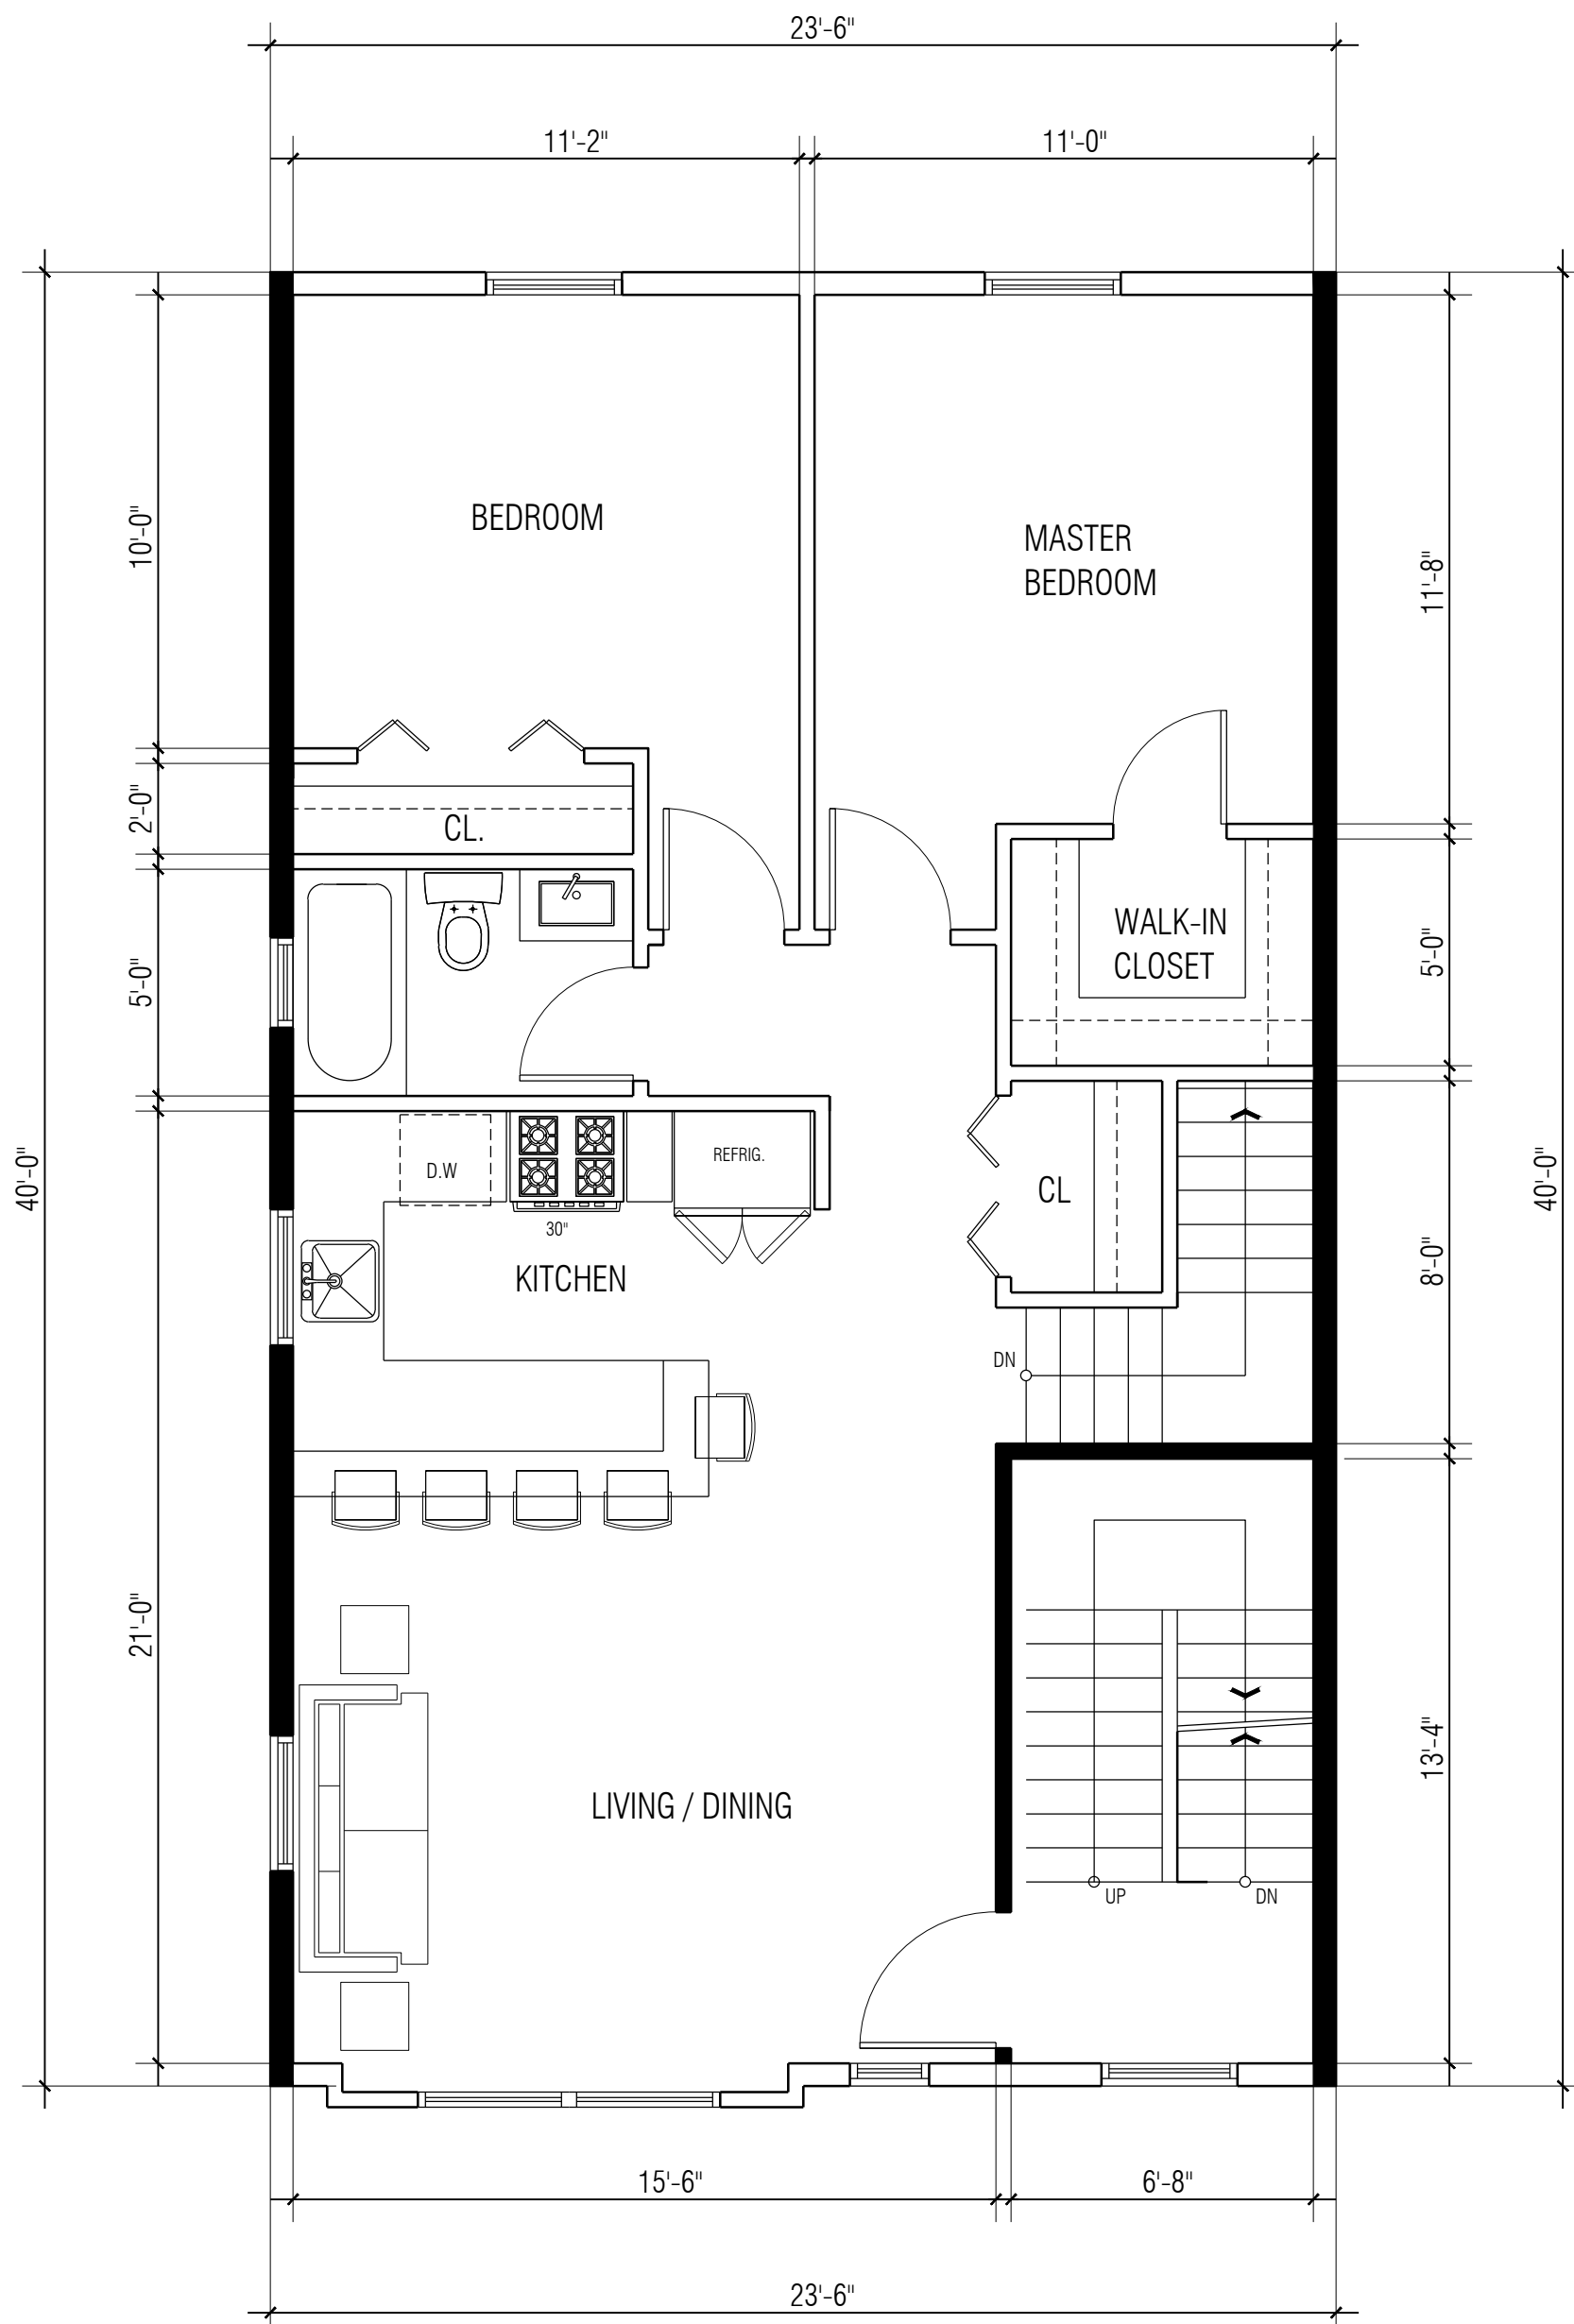 23'-6"
11'-2"
11'-0"
BEDROOM
MASTER
BEDROOM
10'-0"
11'-8"
2'-0"
CL.
WALK-IN
CLOSET
5'-0"
5'-0"
40'-0"
D.W
REFRIG.
CL
40'-0"
30"
KITCHEN
8'-0"
DN
21'-0"
13'-4"
LIVING / DINING
UP
DN
15'-6"
6'-8"
23'-6"